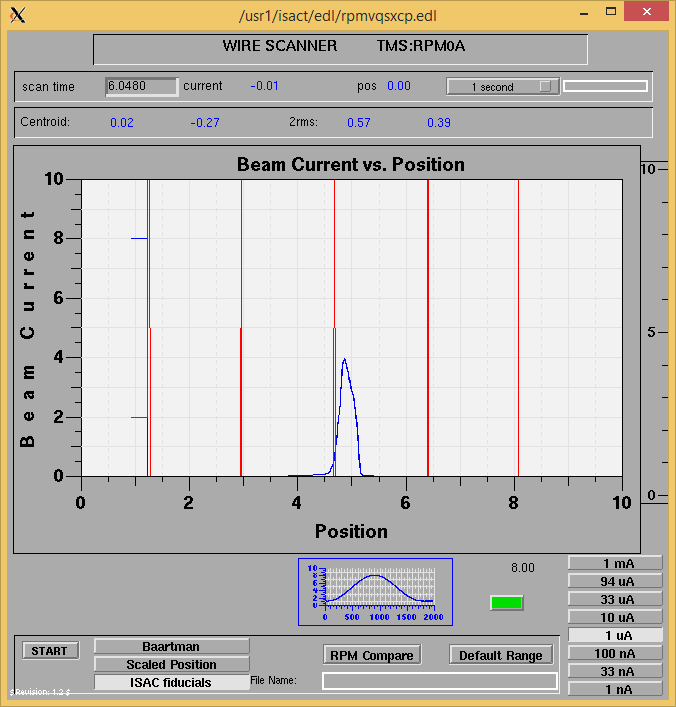 /usr1/isact/edl/rpmvqsxcp.edl
WIRE SCANNER TMS:RPM0A
scan time 6.0480 current -0.01 pos 0.00 1 second
Centroid: 0.02 -0.27 2rms: 0.57 0.39
Beam Current vs. Position
10
8
6
4
2
0
Beam Current
0 2 4 6 8 10
Position
10
5
0
10
8
6
4
2
0
0 500 1000 1500 2000
8.00
1 mA
94 uA
33 uA
10 uA
1 uA
100 nA
33 nA
1 nA
START
Baartman
Scaled Position
ISAC fiducials
RPM Compare
Default Range
File Name:
$Revision: 1.2 $